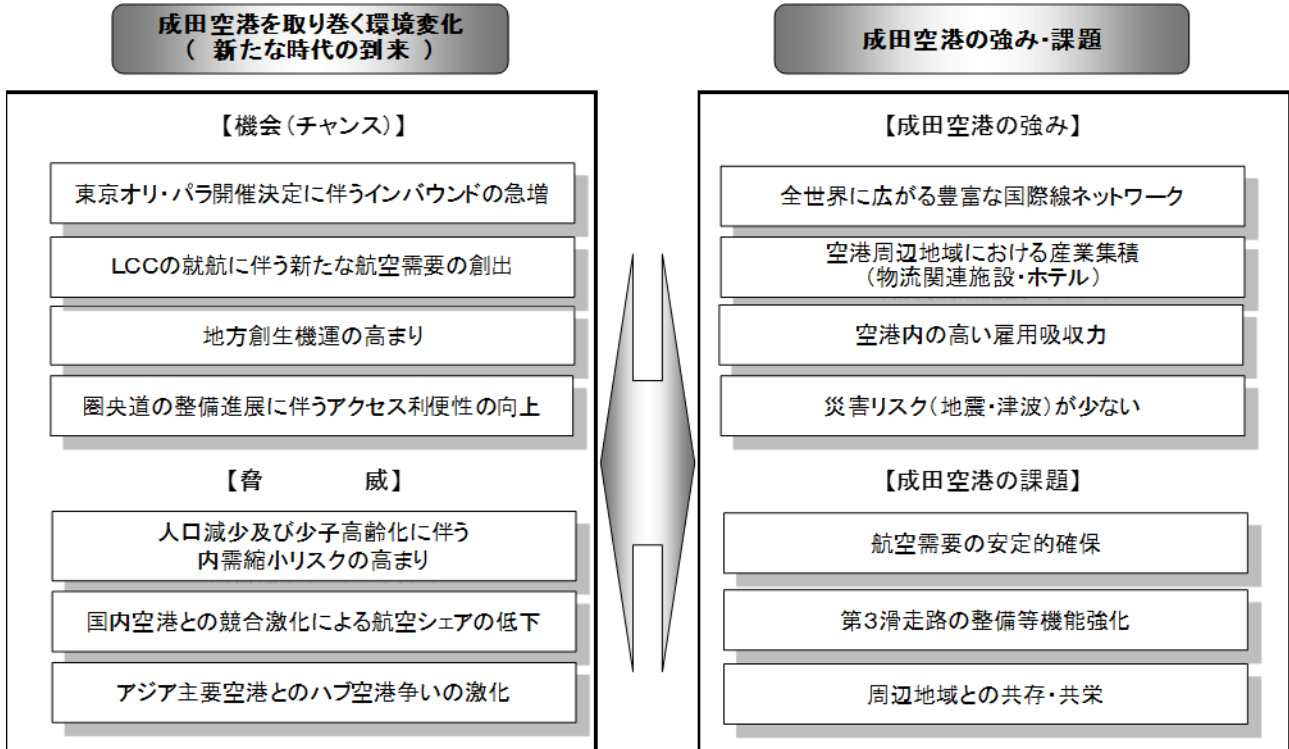 成田空港を取り巻く環境変化
( 新たな時代の到来 )
【機会(チャンス)】
東京オリ・パラ開催決定に伴うインバウンドの急増
LCCの就航に伴う新たな航空需要の創出
地方創生機運の高まり
圏央道の整備進展に伴うアクセス利便性の向上
【脅 威】
人口減少及び少子高齢化に伴う
内需縮小リスクの高まり
国内空港との競合激化による航空シェアの低下
アジア主要空港とのハブ空港争いの激化
成田空港の強み・課題
【成田空港の強み】
全世界に広がる豊富な国際線ネットワーク
空港周辺地域における産業集積
(物流関連施設・ホテル)
空港内の高い雇用吸収力
災害リスク(地震・津波)が少ない
【成田空港の課題】
航空需要の安定的確保
第3滑走路の整備等機能強化
周辺地域との共存・共栄